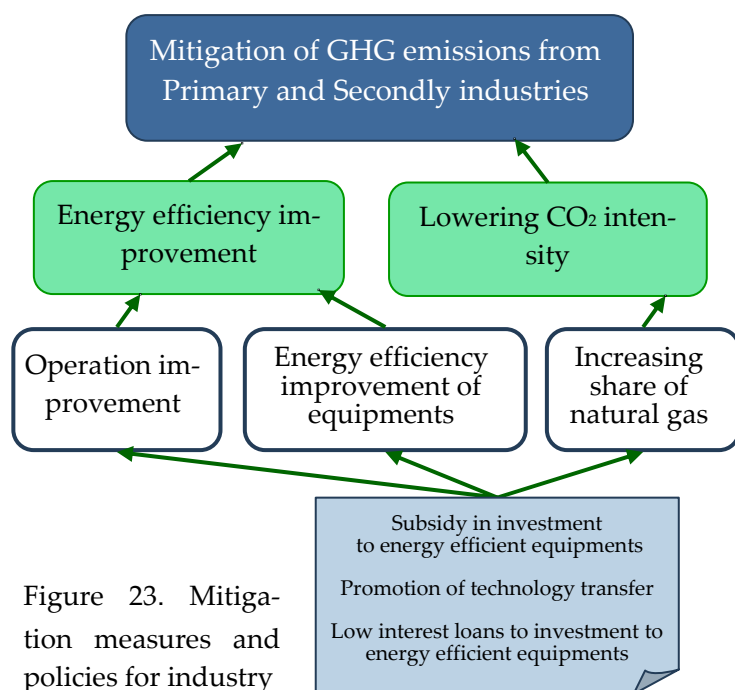 Mitigation of GHG emissions from
Primary and Secondly industries
Energy efficiency im-
provement
Lowering CO₂ inten-
sity
Operation im-
provement
Energy efficiency
improvement of
equipments
Increasing
share of
natural gas
Subsidy in investment
to energy efficient equipments
Promotion of technology transfer
Low interest loans to investment to
energy efficient equipments
Figure 23. Mitiga-
tion measures and
policies for industry